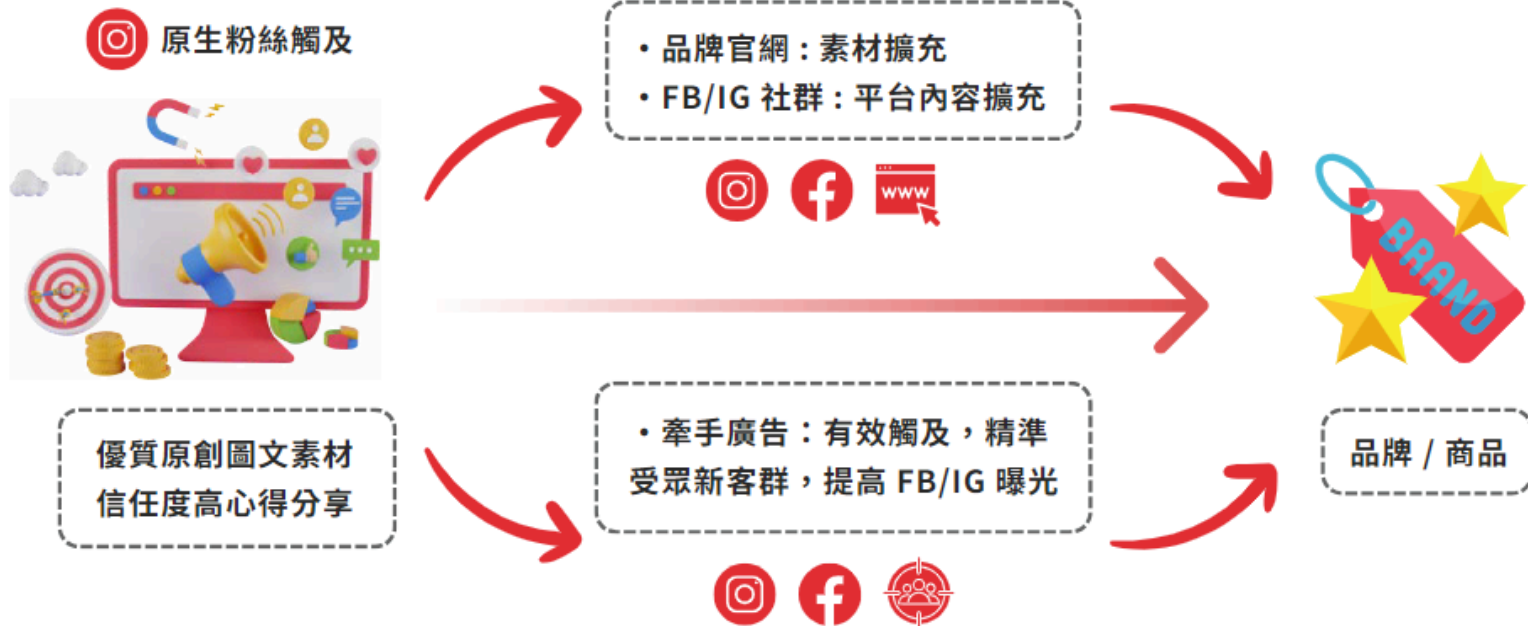 原生粉絲觸及
・品牌官網：素材擴充
・FB/IG 社群：平台內容擴充
www
BRAND
優質原創圖文素材
信任度高心得分享
・牽手廣告：有效觸及，精準
受眾新客群，提高 FB/IG 曝光
品牌 / 商品